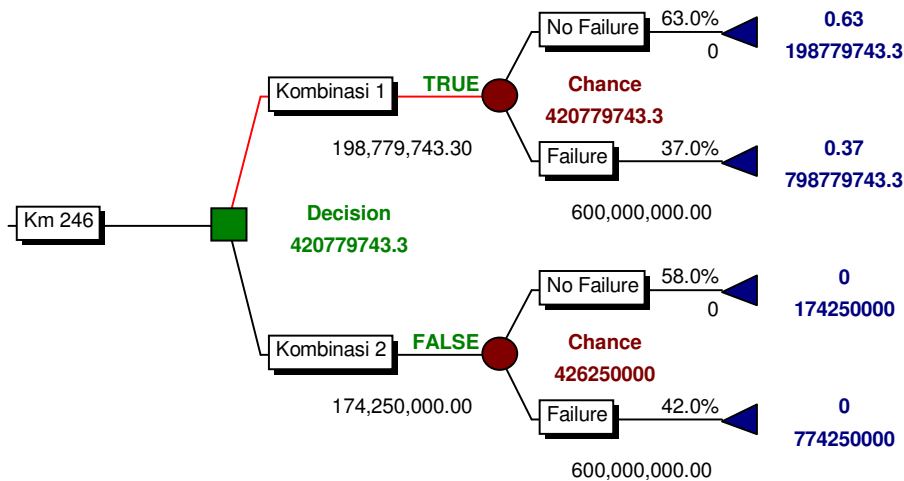 No Failure
63.0%
0
0.63
198779743.3
Kombinasi 1
TRUE
198,779,743.30
Chance
420779743.3
Failure
37.0%
600,000,000.00
0.37
798779743.3
Km 246
Decision
420779743.3
No Failure
58.0%
0
0
174250000
Kombinasi 2
FALSE
174,250,000.00
Chance
426250000
Failure
42.0%
600,000,000.00
0
774250000